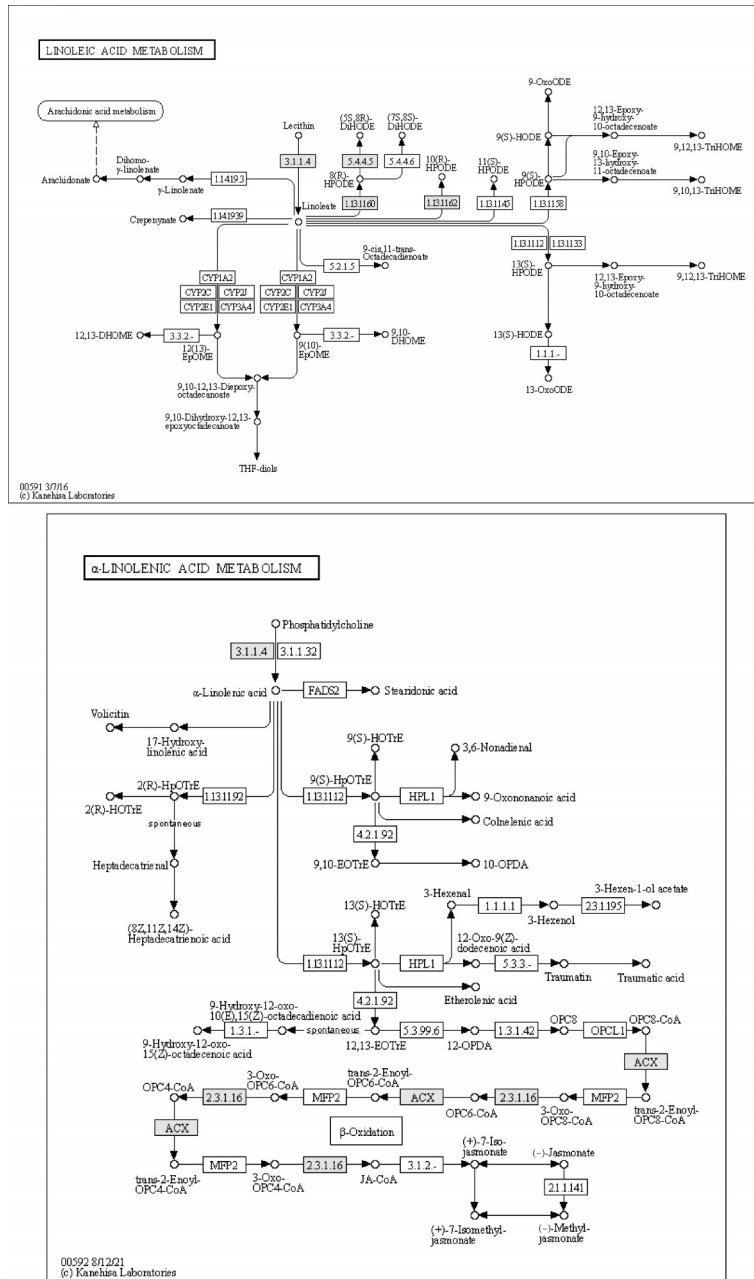 LINOLEIC ACID METABOLISM
9-OxoODE
Arachidonic acid metabolism
Lecithin
(5S,8R)-
DiHODE
(7S,8S)-
DiHODE
9(S)-HODE
12,13-Epoxy-
9-hydroxy-
10-octadecenoate
9,12,13-TriHOME
3.1.1.4
5.4.4.5
5.4.4.6
Dihomo-
γ-linolenate
8(R)-
HPODE
10(R)-
HPODE
11(S)-
HPODE
9(S)-
HPODE
9,10-Epoxy-
13-hydroxy-
11-octadecenoate
9,10,13-TriHOME
Arachidonate
γ-Linolenate
1.14.19.3
Linoleate
1.13.11.60
1.13.11.62
1.13.11.45
1.13.11.58
Crepenynate
1.14.19.39
9-cis,11-trans-
Octadecadienoate
5.2.1.5
1.13.11.12
1.13.11.33
13(S)-
HPODE
12,13-Epoxy-
9-hydroxy-
10-octadecenoate
9,12,13-TriHOME
CYP1A2
CYP2C
CYP2J
CYP2E1
CYP3A4
CYP1A2
CYP2C
CYP2J
CYP2E1
CYP3A4
12,13-DHOME
3.3.2.-
12(13)-
EpOME
9(10)-
EpOME
3.3.2.-
9,10-
DHOME
13(S)-HODE
1.1.1.-
13-OxoODE
9,10-12,13-Diepoxy-
octadecanoate
9,10-Dihydroxy-12,13-
epoxyoctadecanoate
THF-diols
00591 3/7/16
(c) Kanehisa Laboratories
α-LINOLENIC ACID METABOLISM
Phosphatidylcholine
3.1.1.4
3.1.1.32
α-Linolenic acid
FADS2
Stearidonic acid
Volicitin
17-Hydroxy-
linolenic acid
9(S)-HOTrE
3,6-Nonadienal
2(R)-HpOTrE
9(S)-HpOTrE
2(R)-HOTrE
1.13.11.92
1.13.11.12
HPL1
9-Oxononanoic acid
Colnelenic acid
spontaneous
4.2.1.92
Heptadecatrienal
9,10-EOTrE
10-OPDA
(8Z,11Z,14Z)-
Heptadecatrienoic acid
13(S)-HOTrE
3-Hexenal
1.1.1.1
3-Hexenol
2.3.1.195
3-Hexen-1-ol acetate
13(S)-
HpOTrE
1.13.11.12
HPL1
12-Oxo-9(Z)-
dodecenoic acid
5.3.3.-
Traumatin
Traumatic acid
Etherolenic acid
4.2.1.92
9-Hydroxy-12-oxo-
10(E),15(Z)-octadecadienoic acid
1.3.1.-
spontaneous
9-Hydroxy-12-oxo-
15(Z)-octadecenoic acid
12,13-EOTrE
5.3.99.6
12-OPDA
1.3.1.42
OPC8
OPCL1
OPC8-CoA
ACX
trans-2-Enoyl-
OPC8-CoA
MFP2
3-Oxo-
OPC8-CoA
2.3.1.16
OPC6-CoA
ACX
trans-2-Enoyl-
OPC6-CoA
MFP2
3-Oxo-
OPC6-CoA
2.3.1.16
OPC4-CoA
ACX
β-Oxidation
trans-2-Enoyl-
OPC4-CoA
MFP2
3-Oxo-
OPC4-CoA
2.3.1.16
JA-CoA
3.1.2.-
(+)-7-Iso-
jasmonate
(−)-Jasmonate
2.1.1.141
(+)-7-Isomethyl-
jasmonate
(−)-Methyl-
jasmonate
00592 8/12/21
(c) Kanehisa Laboratories